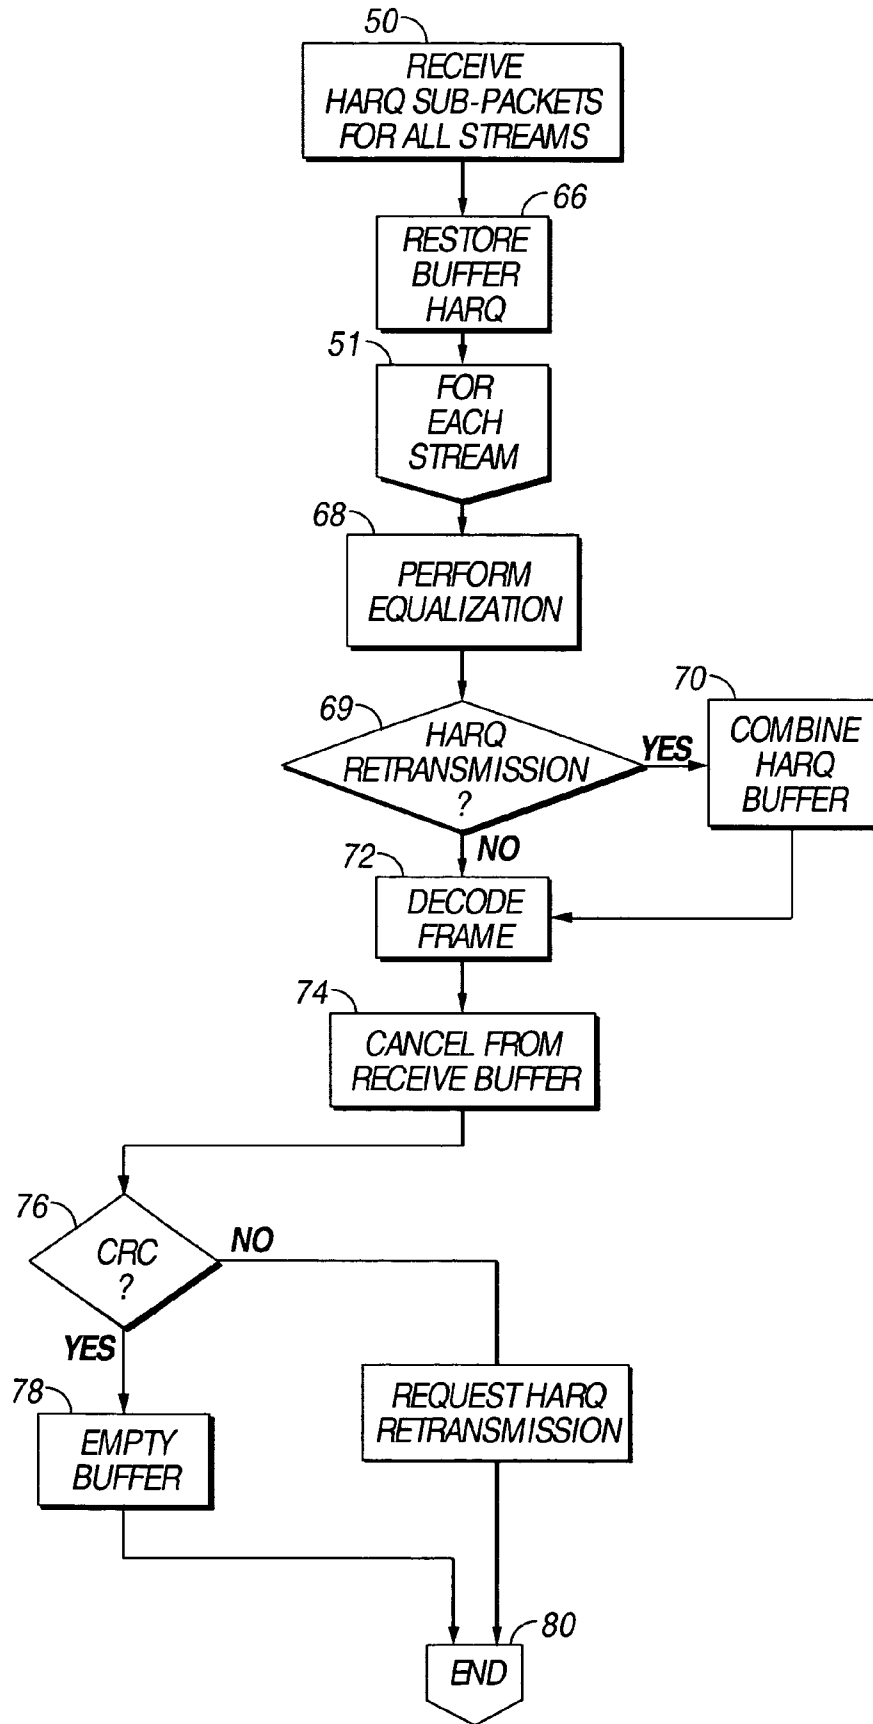 50
RECEIVE
HARQ SUB-PACKETS
FOR ALL STREAMS
66
RESTORE
BUFFER
HARQ
51
FOR
EACH
STREAM
68
PERFORM
EQUALIZATION
69
HARQ
RETRANSMISSION
?
YES
70
COMBINE
HARQ
BUFFER
NO
72
DECODE
FRAME
74
CANCEL FROM
RECEIVE BUFFER
76
CRC
?
NO
YES
78
EMPTY
BUFFER
REQUEST HARQ
RETRANSMISSION
80
END